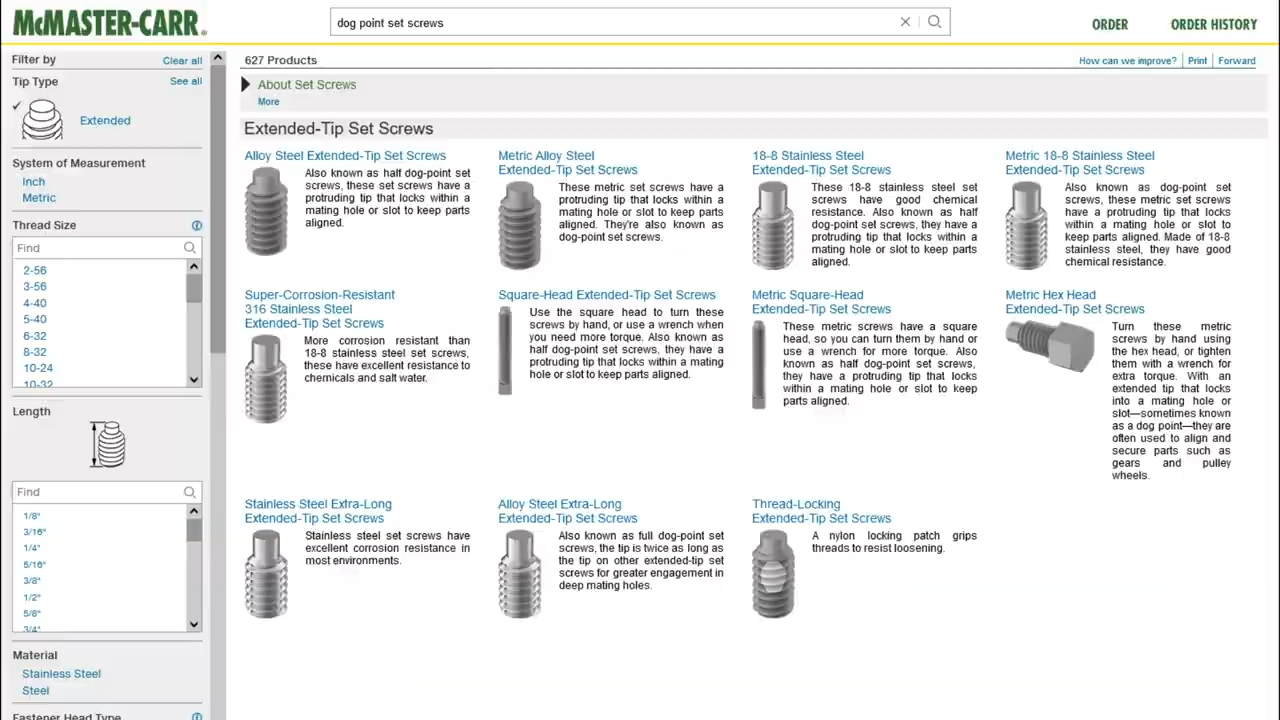 McMASTER-CARR®
dog point set screws
ORDER
ORDER HISTORY
Filter by
Clear all
Tip Type
See all
Extended
System of Measurement
Inch
Metric
Thread Size
Find
2-56
3-56
4-40
5-40
6-32
8-32
10-24
10-32
Length
Find
1/8"
3/16"
1/4"
5/16"
3/8"
1/2"
5/8"
3/4"
Material
Stainless Steel
Steel
Fastener Head Type
627 Products
How can we improve?
Print
Forward
About Set Screws
More
Extended-Tip Set Screws
Alloy Steel Extended-Tip Set Screws
Also known as half dog-point set
screws, these set screws have a
protruding tip that locks within a
mating hole or slot to keep parts
aligned.
Metric Alloy Steel
Extended-Tip Set Screws
These metric set screws have a
protruding tip that locks within a
mating hole or slot to keep parts
aligned. They're also known as
dog-point set screws.
18-8 Stainless Steel
Extended-Tip Set Screws
These 18-8 stainless steel set
screws have good chemical
resistance. Also known as half
dog-point set screws, they have a
protruding tip that locks within a
mating hole or slot to keep parts
aligned.
Metric 18-8 Stainless Steel
Extended-Tip Set Screws
Also known as dog-point set
screws, these metric set screws
have a protruding tip that locks
within a mating hole or slot to
keep parts aligned. Made of 18-8
stainless steel, they have good
chemical resistance.
Super-Corrosion-Resistant
316 Stainless Steel
Extended-Tip Set Screws
More corrosion resistant than
18-8 stainless steel set screws,
these have excellent resistance to
chemicals and salt water.
Square-Head Extended-Tip Set Screws
Use the square head to turn these
screws by hand, or use a wrench when
you need more torque. Also known as
half dog-point set screws, they have a
protruding tip that locks within a mating
hole or slot to keep parts aligned.
Metric Square-Head
Extended-Tip Set Screws
These metric screws have a square
head, so you can turn them by hand or
use a wrench for more torque. Also
known as half dog-point set screws,
they have a protruding tip that locks
within a mating hole or slot to keep
parts aligned.
Metric Hex Head
Extended-Tip Set Screws
Turn these metric
screws by hand using
the hex head, or tighten
them with a wrench for
extra torque. With an
extended tip that locks
into a mating hole or
slot—sometimes known
as a dog point—they are
often used to align and
secure parts such as
gears and pulley
wheels.
Stainless Steel Extra-Long
Extended-Tip Set Screws
Stainless steel set screws have
excellent corrosion resistance in
most environments.
Alloy Steel Extra-Long
Extended-Tip Set Screws
Also known as full dog-point set
screws, the tip is twice as long as
the tip on other extended-tip set
screws for greater engagement in
deep mating holes.
Thread-Locking
Extended-Tip Set Screws
A nylon locking patch grips
threads to resist loosening.